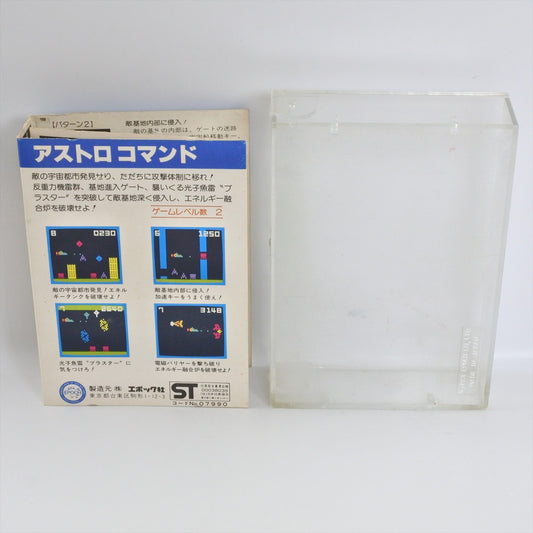 【パターン2】
敵基地内部に侵入!
アストロ コマンド
敵の宇宙都市発見せり、ただちに攻撃体制に移れ!
反重力機雷群、基地進入ゲート、襲いくる光子魚雷"ブ
ラスター"を突破して敵基地深く侵入し、エネルギー融
合炉を破壊せよ!
ゲームレベル数 2
8 0230
6 1250
敵の宇宙都市発見!エネル
ギータンクを破壊せよ!
敵基地内部に侵入!
加速キーをうまく使え!
7 2640
7 3148
光子魚雷"ブラスター"に
気をつけろ!
電磁バリヤーを撃ち破り
エネルギー融合炉を破壊せよ!
EPOCH
製造元 株 エポック社
東京都台東区駒形1-12-3
ST
コードNo.07990